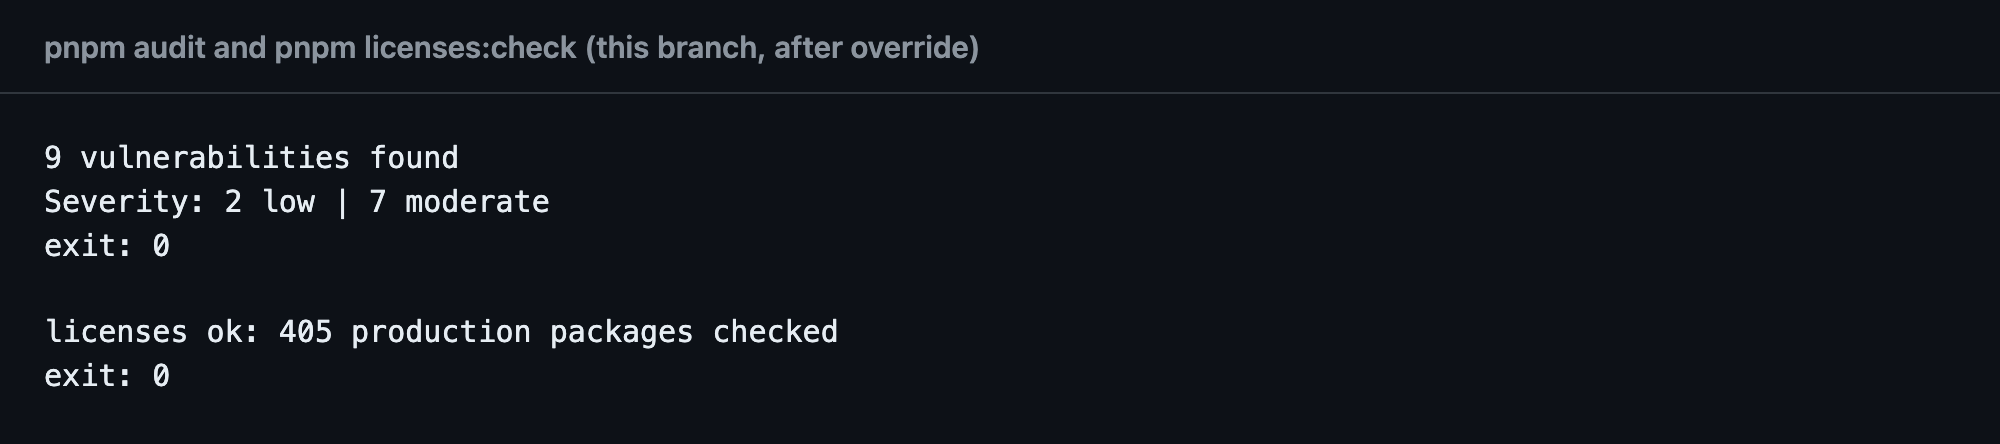 pnpm audit and pnpm licenses:check (this branch, after override)
9 vulnerabilities found
Severity: 2 low | 7 moderate
exit: 0
licenses ok: 405 production packages checked
exit: 0